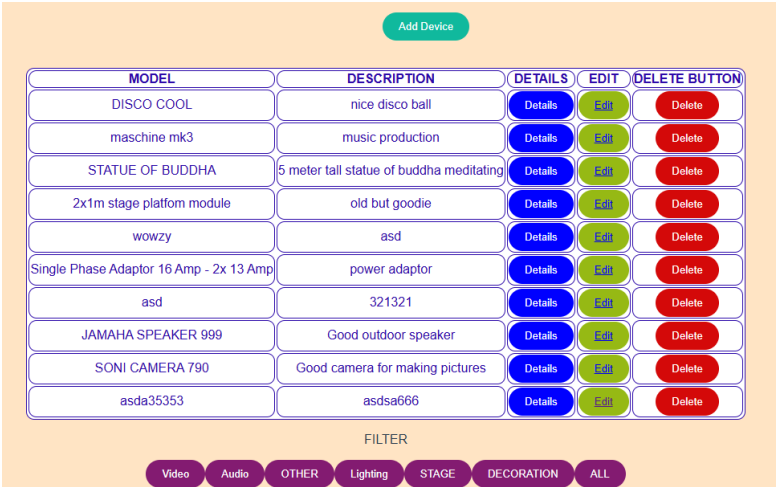 Add Device
MODEL DESCRIPTION DETAILS EDIT DELETE BUTTON
DISCO COOL nice disco ball Details Edit Delete
maschine mk3 music production Details Edit Delete
STATUE OF BUDDHA 5 meter tall statue of buddha meditating Details Edit Delete
2x1m stage platfom module old but goodie Details Edit Delete
wowzy asd Details Edit Delete
Single Phase Adaptor 16 Amp - 2x 13 Amp power adaptor Details Edit Delete
asd 321321 Details Edit Delete
JAMAHA SPEAKER 999 Good outdoor speaker Details Edit Delete
SONI CAMERA 790 Good camera for making pictures Details Edit Delete
asda35353 asdsa666 Details Edit Delete
FILTER
Video Audio OTHER Lighting STAGE DECORATION ALL